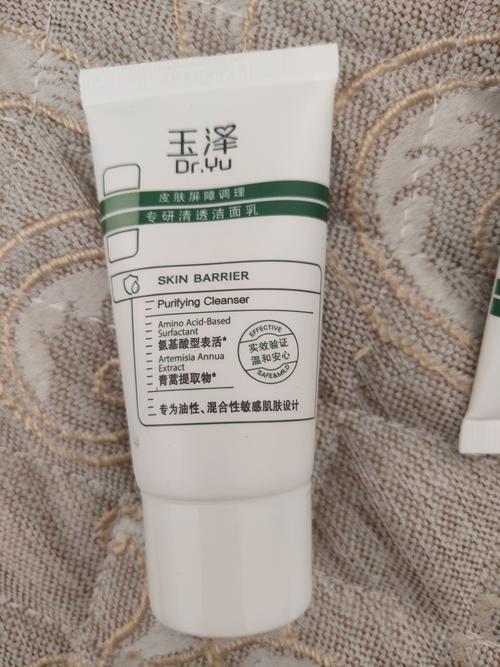 玉泽
Dr.Yu
皮肤屏障调理
专研清透洁面乳
SKIN BARRIER
Purifying Cleanser
Amino Acid-Based
Surfactant
氨基酸型表活*
Artemisia Annua
Extract
青蒿提取物*
EFFECTIVE
实效验证
温和安心
SAFE&MILD
专为油性、混合性敏感肌肤设计